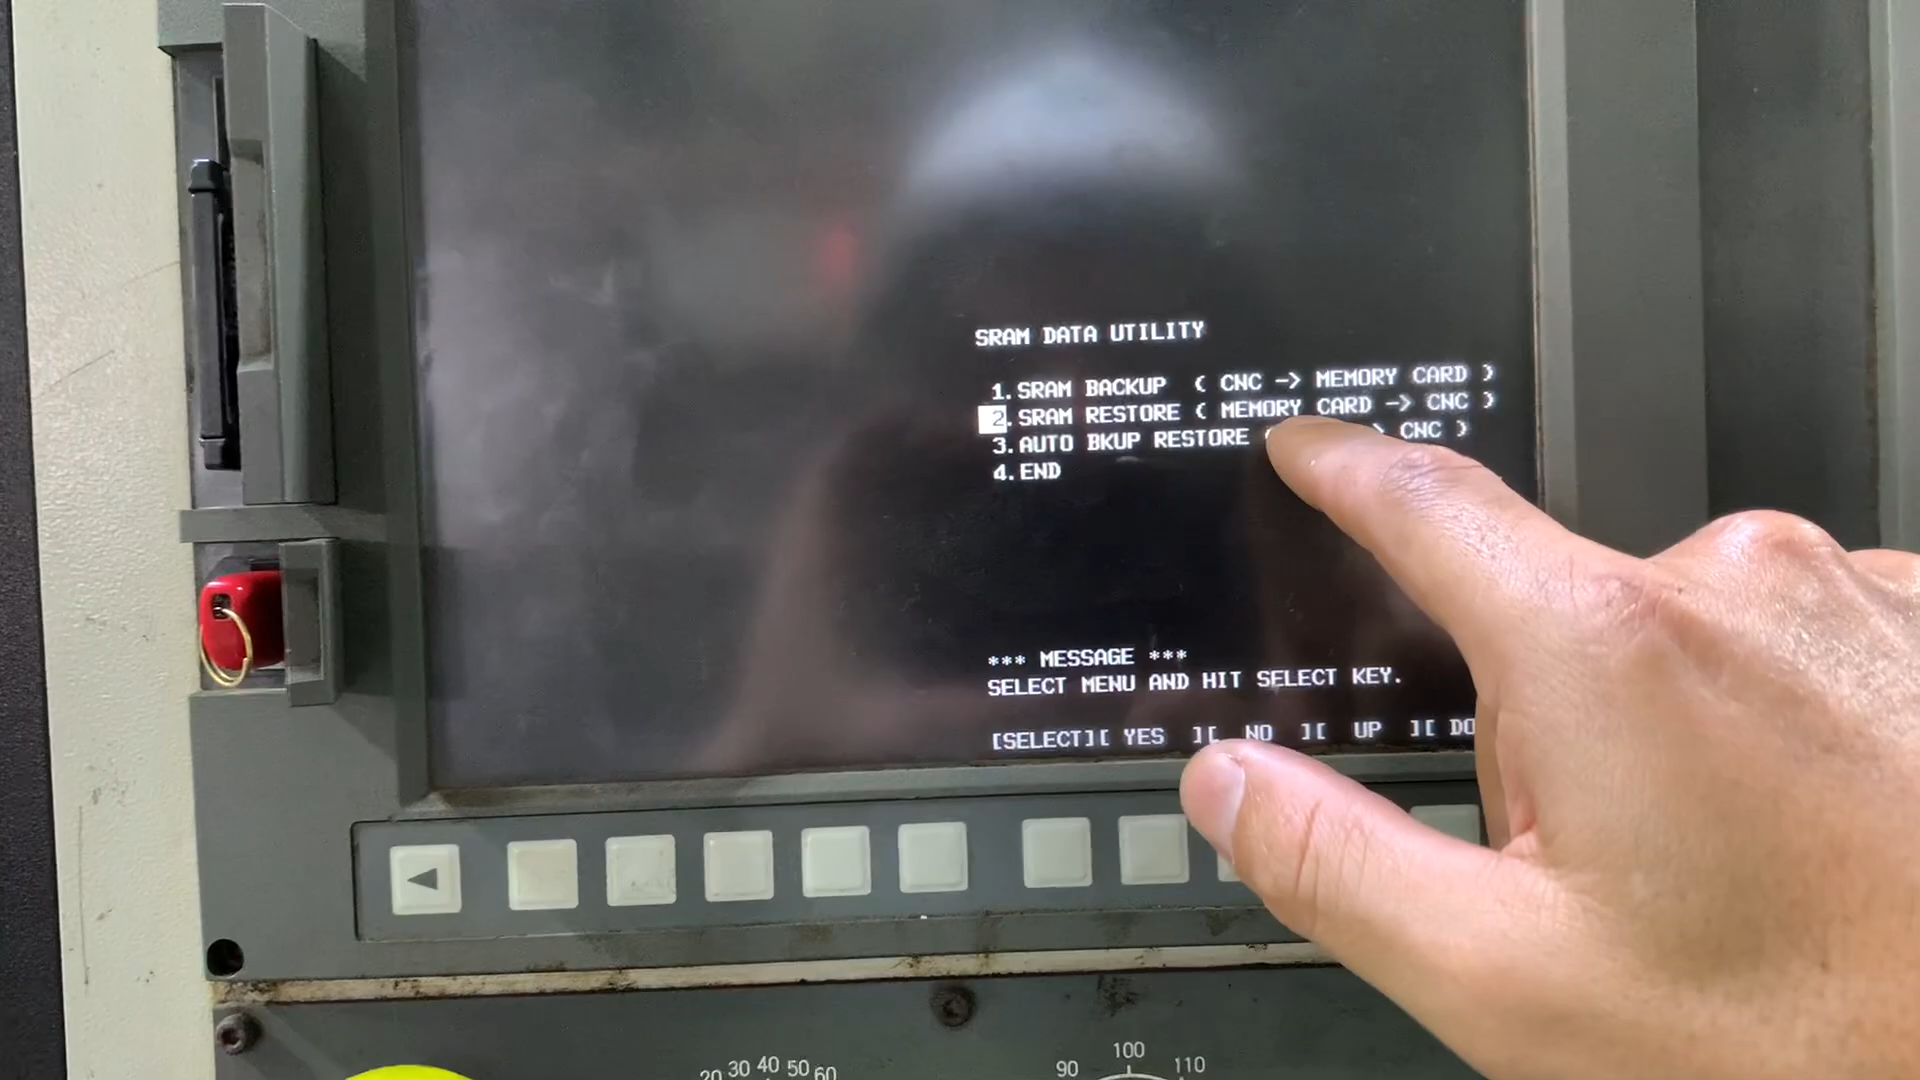 SRAM DATA UTILITY
1.SRAM BACKUP ( CNC -> MEMORY CARD )
2.SRAM RESTORE ( MEMORY CARD -> CNC )
3.AUTO BKUP RESTORE ( > CNC )
4.END
*** MESSAGE ***
SELECT MENU AND HIT SELECT KEY.
[SELECT][ YES ][ NO ][ UP ][ DO
20 30 40 50 60
90 100 110